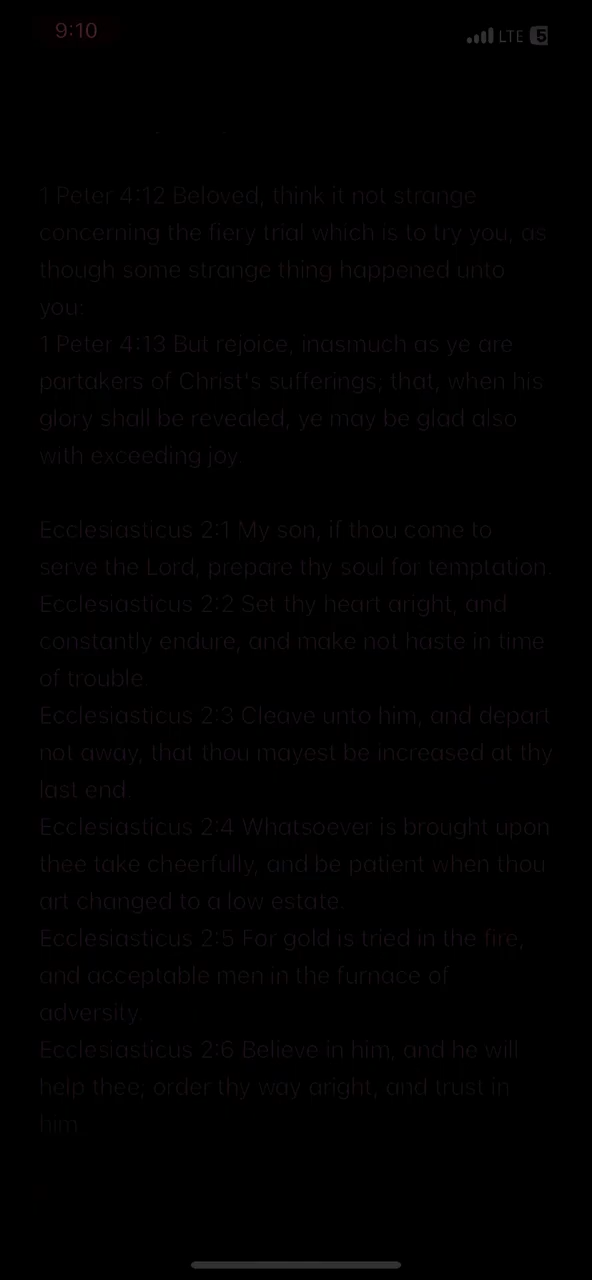 9:10
LTE 5
1 Peter 4:12 Beloved, think it not strange
concerning the fiery trial which is to try you, as
though some strange thing happened unto
you:
1 Peter 4:13 But rejoice, inasmuch as ye are
partakers of Christ's sufferings; that, when his
glory shall be revealed, ye may be glad also
with exceeding joy.
Ecclesiasticus 2:1 My son, if thou come to
serve the Lord, prepare thy soul for temptation.
Ecclesiasticus 2:2 Set thy heart aright, and
constantly endure, and make not haste in time
of trouble
Ecclesiasticus 2:3 Cleave unto him, and depart
not away, that thou mayest be increased at thy
last end.
Ecclesiasticus 2:4 Whatsoever is brought upon
thee take cheerfully, and be patient when thou
art changed to a low estate.
Ecclesiasticus 2:5 For gold is tried in the fire,
and acceptable men in the furnace of
adversity.
Ecclesiasticus 2:6 Believe in him, and he will
help thee; order thy way aright, and trust in
him